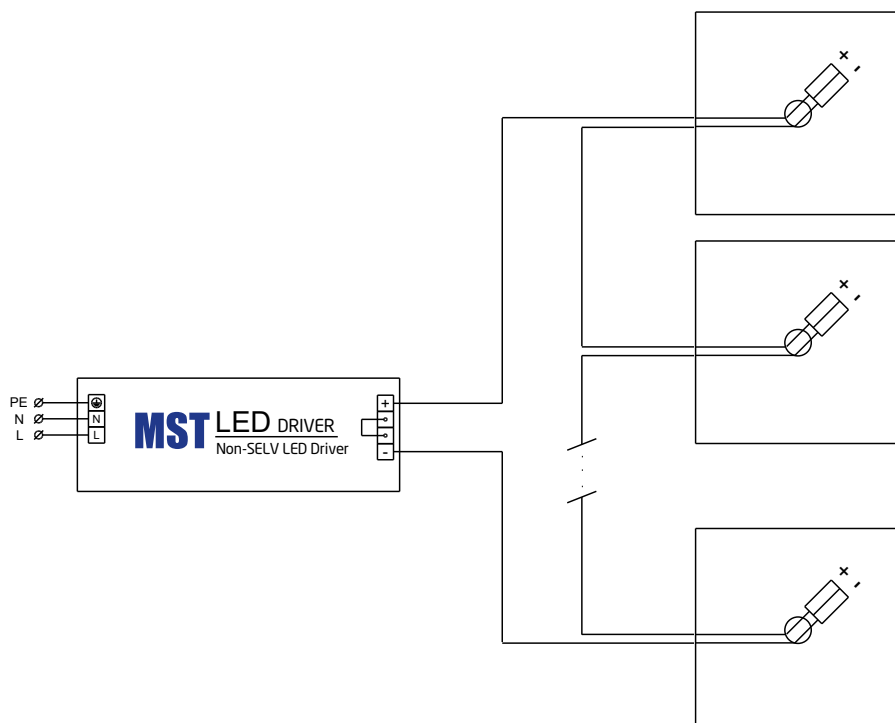 +
-
+
-
PE
N
L
N
L
MST LED DRIVER
Non-SELV LED Driver
+
-
+
-